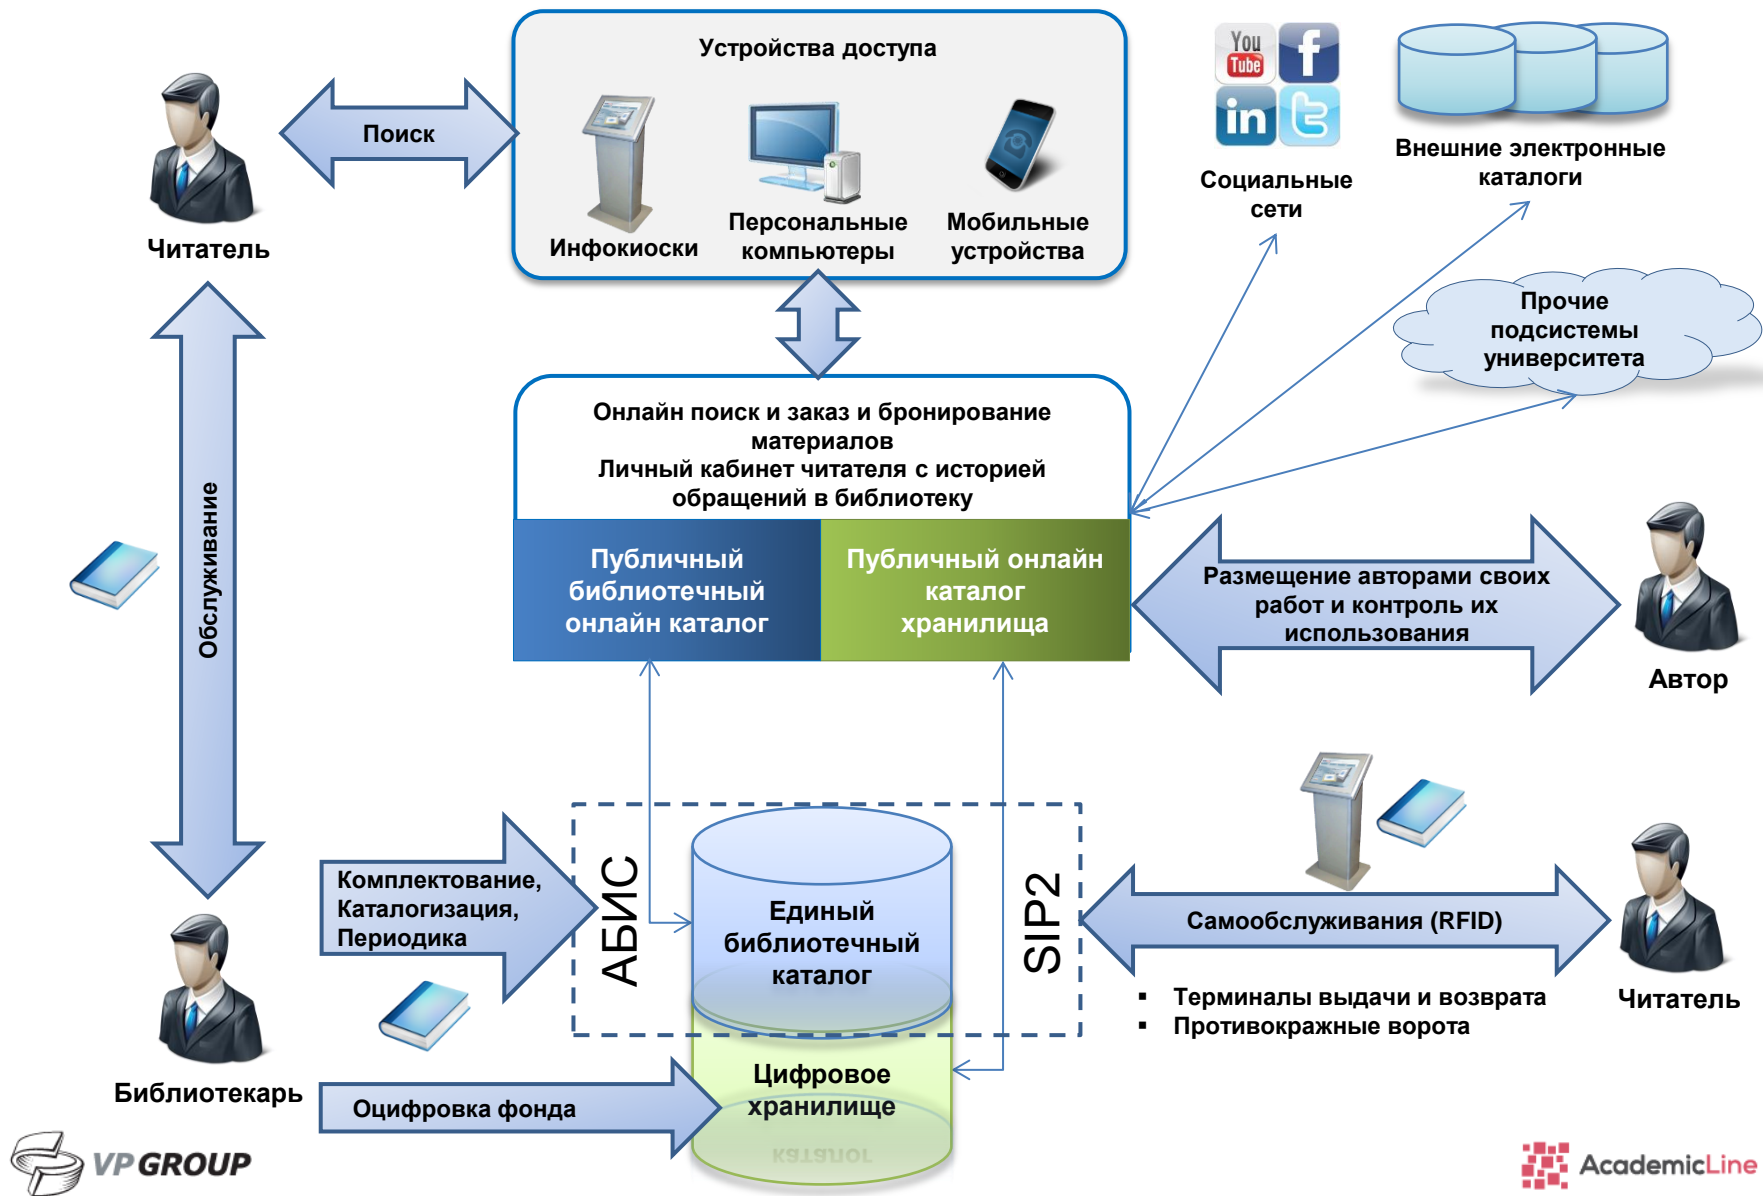 Устройства доступа
Поиск
Инфокиоски
Персональные
компьютеры
Мобильные
устройства
Читатель
You
Tube
f
in
t
Социальные
сети
Внешние электронные
каталоги
Прочие
подсистемы
университета
Онлайн поиск и заказ и бронирование
материалов
Личный кабинет читателя с историей
обращений в библиотеку
Публичный
библиотечный
онлайн каталог
Публичный онлайн
каталог
хранилища
Обслуживание
Размещение авторами своих
работ и контроль их
использования
Автор
Комплектование,
Каталогизация,
Периодика
АБИС
Единый
библиотечный
каталог
SIP2
Самообслуживания (RFID)
▪ Терминалы выдачи и возврата
▪ Противокражные ворота
Читатель
Библиотекарь
Оцифровка фонда
Цифровое
хранилище
каталог
VP GROUP
AcademicLine